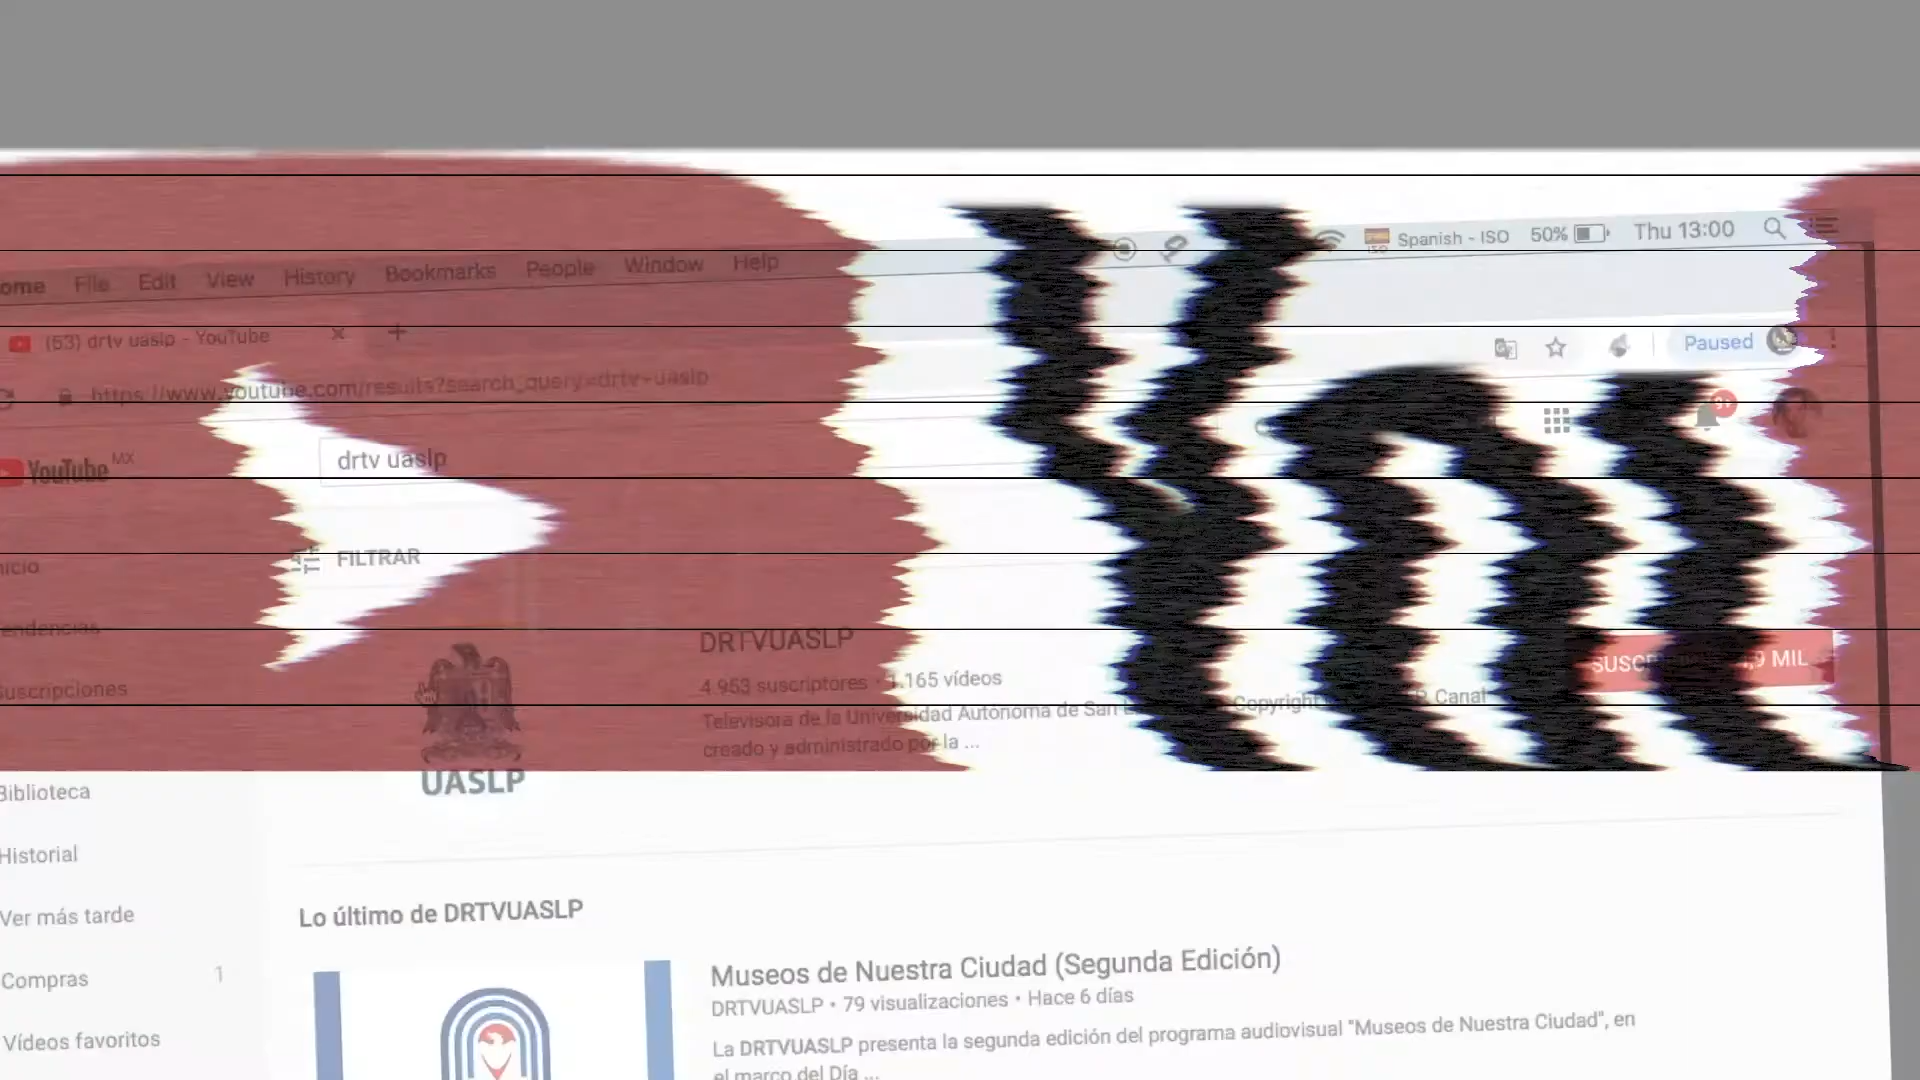 File Edit View History Bookmarks People Window Help
Spanish - ISO 50% Thu 13:00
(53) drtv uaslp - YouTube
Paused
https://www.youtube.com/results?search_query=drtv+uaslp
9+
YouTube MX
drtv uaslp
FILTRAR
DRTVUASLP
4.953 suscriptores • 1.165 vídeos
Televisora de la Universidad Autónoma de San
Copyright
Canal
creado y administrado por la ...
MIL
UASLP
Suscripciones
Biblioteca
Historial
Ver más tarde
Compras 1
Vídeos favoritos
Lo último de DRTVUASLP
Museos de Nuestra Ciudad (Segunda Edición)
DRTVUASLP • 79 visualizaciones • Hace 6 días
La DRTVUASLP presenta la segunda edición del programa audiovisual "Museos de Nuestra Ciudad", en
el marco del Día ...